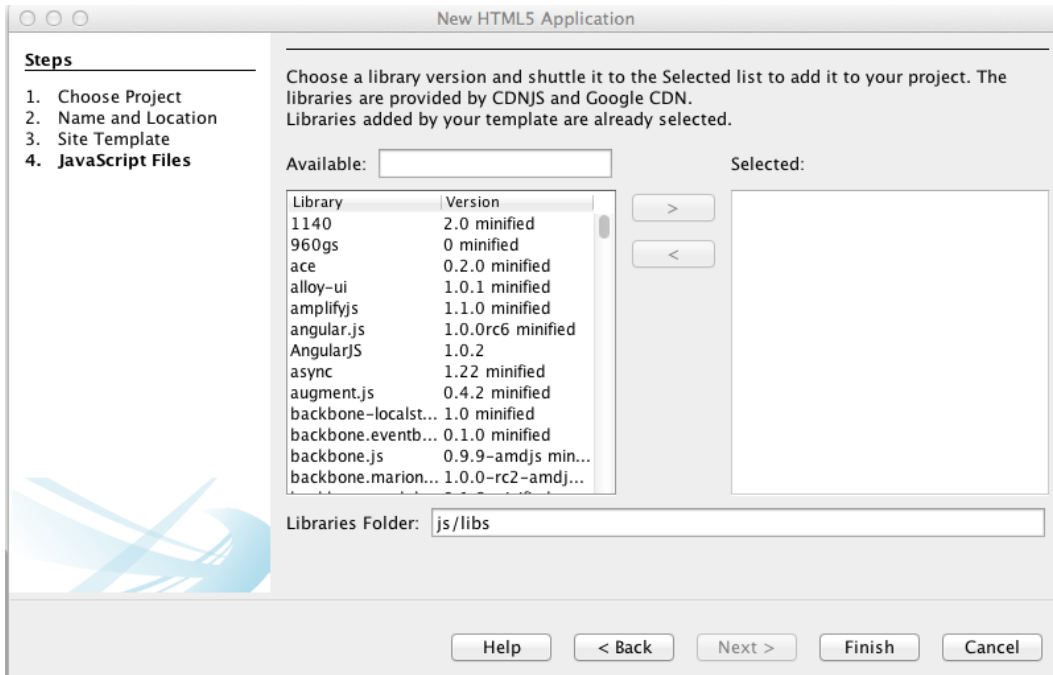 New HTML5 Application
Steps
1. Choose Project
2. Name and Location
3. Site Template
4. JavaScript Files
Choose a library version and shuttle it to the Selected list to add it to your project. The
libraries are provided by CDNJS and Google CDN.
Libraries added by your template are already selected.
Available:
Selected:
Library Version
1140 2.0 minified
960gs 0 minified
ace 0.2.0 minified
alloy-ui 1.0.1 minified
amplifyjs 1.1.0 minified
angular.js 1.0.0rc6 minified
AngularJS 1.0.2
async 1.22 minified
augment.js 0.4.2 minified
backbone-localst... 1.0 minified
backbone.eventb... 0.1.0 minified
backbone.js 0.9.9-amdjs min...
backbone.marion... 1.0.0-rc2-amdj...
>
<
Libraries Folder: js/libs
Help < Back Next > Finish Cancel